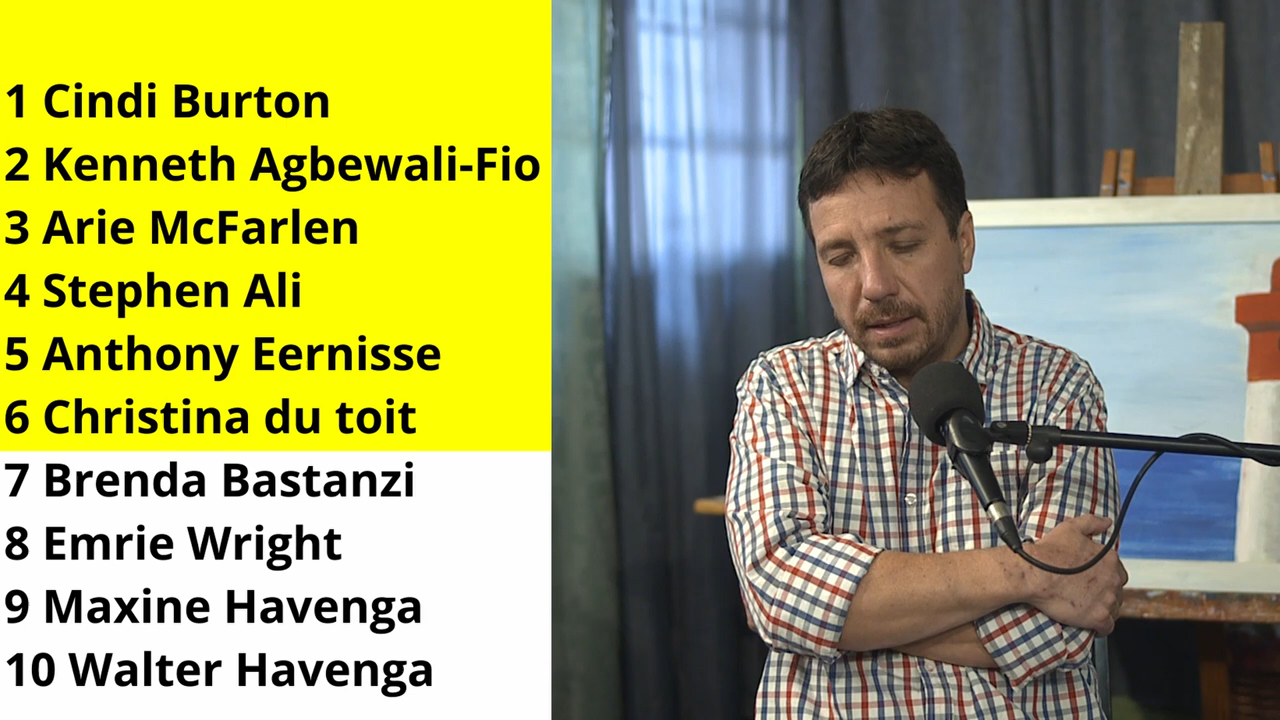 1 Cindi Burton
2 Kenneth Agbewali-Fio
3 Arie McFarlen
4 Stephen Ali
5 Anthony Eernisse
6 Christina du toit
7 Brenda Bastanzi
8 Emrie Wright
9 Maxine Havenga
10 Walter Havenga